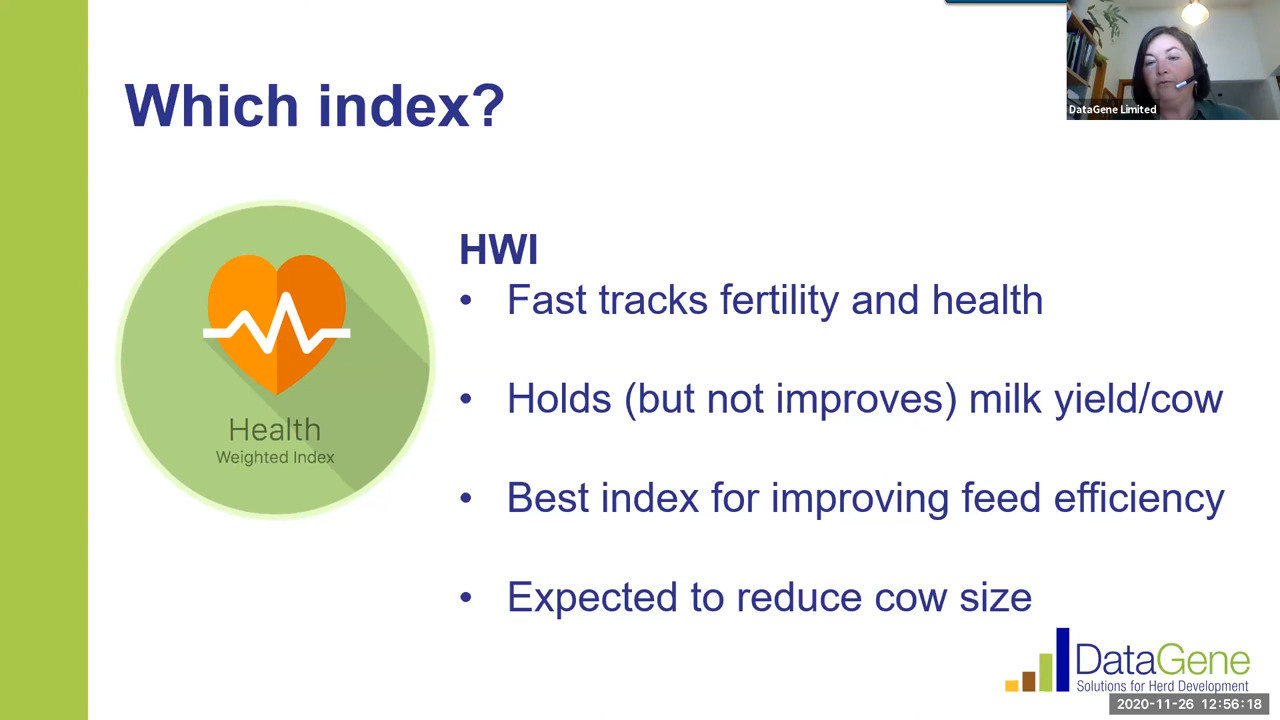 Which index?
DataGene Limited
HWI
• Fast tracks fertility and health
• Holds (but not improves) milk yield/cow
• Best index for improving feed efficiency
• Expected to reduce cow size
Health
Weighted Index
DataGene
Solutions for Herd Development
2020-11-26 12:56:18